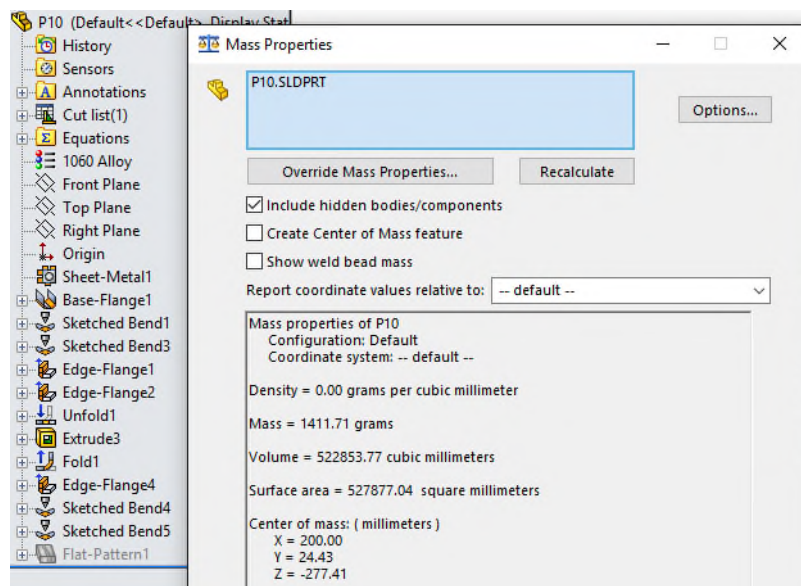 P10 (Default<<Default>_Display Stat
History
Sensors
Annotations
Cut list(1)
Equations
1060 Alloy
Front Plane
Top Plane
Right Plane
Origin
Sheet-Metal1
Base-Flange1
Sketched Bend1
Sketched Bend3
Edge-Flange1
Edge-Flange2
Unfold1
Extrude3
Fold1
Edge-Flange4
Sketched Bend4
Sketched Bend5
Flat-Pattern1
Mass Properties
P10.SLDPRT
Options...
Override Mass Properties...
Recalculate
Include hidden bodies/components
Create Center of Mass feature
Show weld bead mass
Report coordinate values relative to:
-- default --
Mass properties of P10
Configuration: Default
Coordinate system: -- default --
Density = 0.00 grams per cubic millimeter
Mass = 1411.71 grams
Volume = 522853.77 cubic millimeters
Surface area = 527877.04 square millimeters
Center of mass: ( millimeters )
X = 200.00
Y = 24.43
Z = -277.41